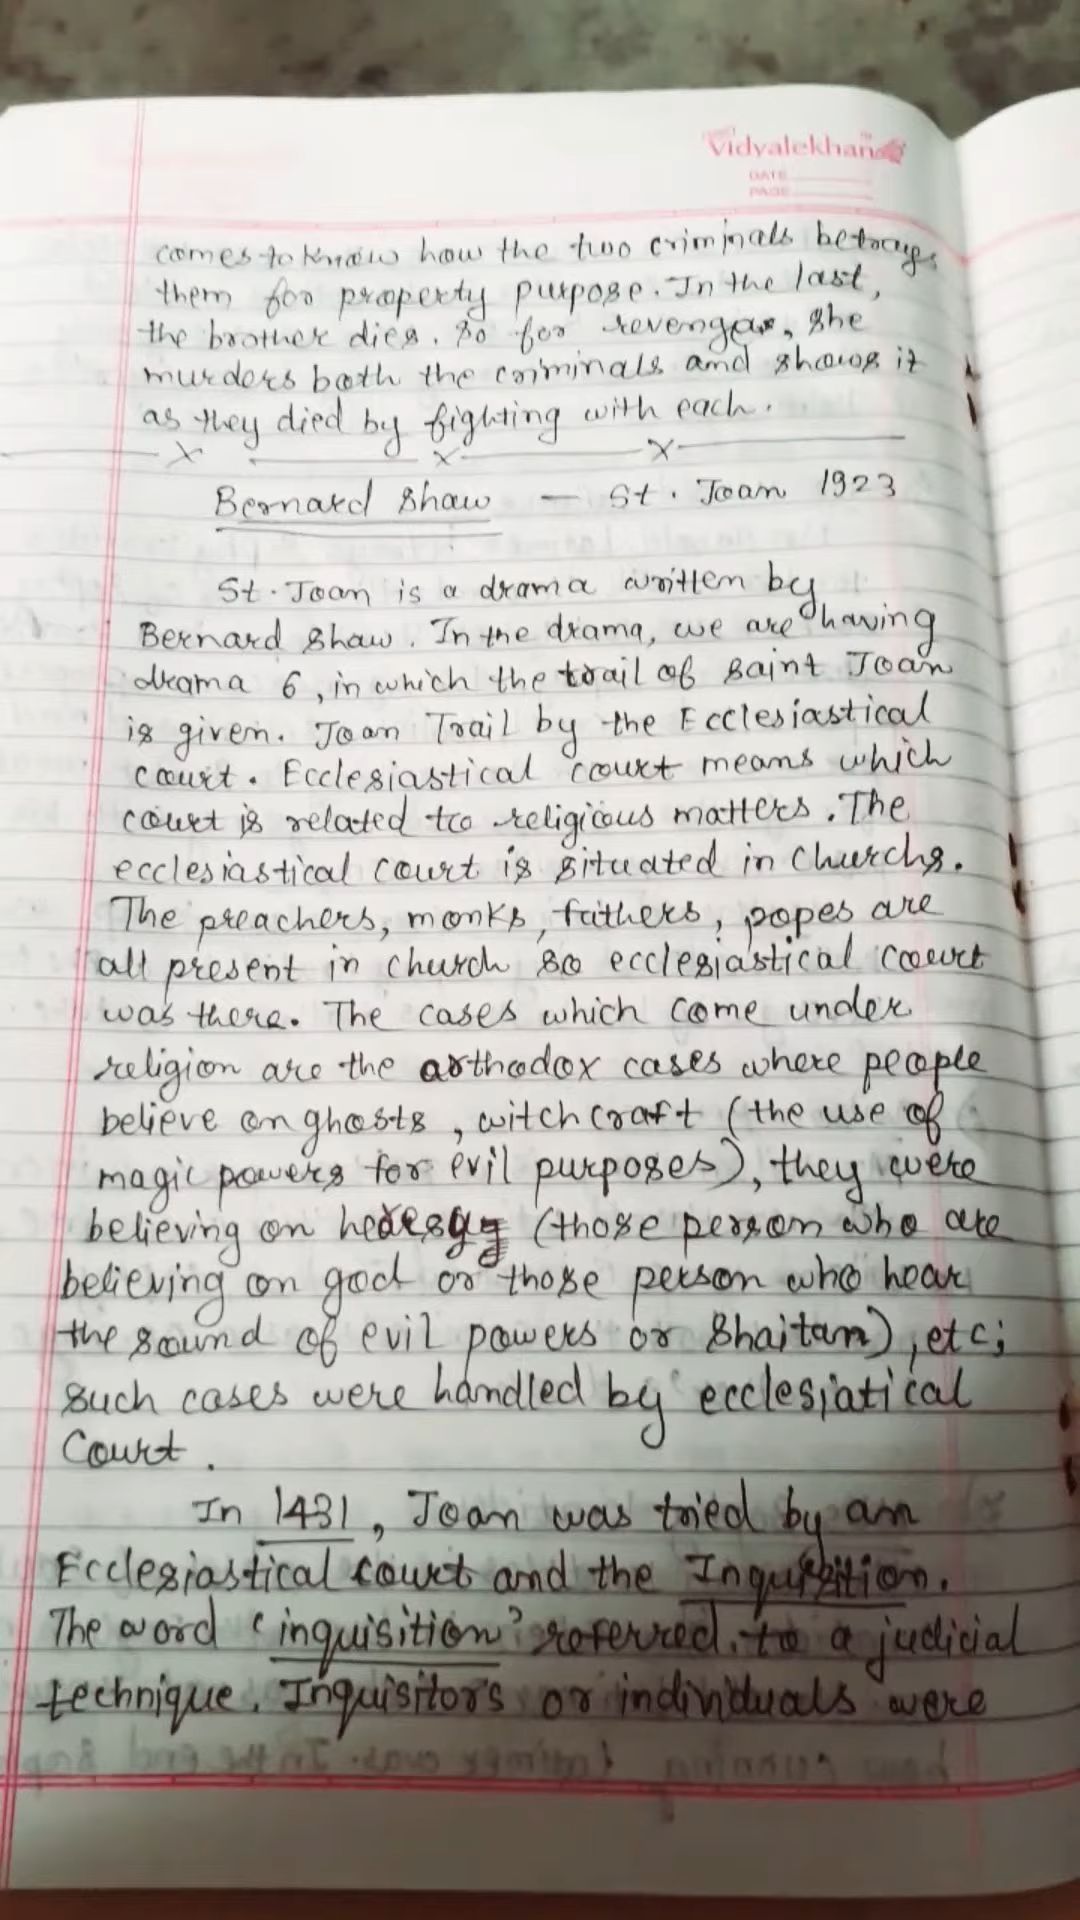 Vidyalekhan
DATE
PAGE
comes to know how the two criminals betrays
them for property purpose. In the last,
the brother dies. So for revenge, she
murders both the criminals and shows it
as they died by fighting with each.
Bernard Shaw — St. Joan 1923
St. Joan is a drama written by
Bernard Shaw. In the drama, we are having
drama 6, in which the trail of saint Joan
is given. Joan Trail by the Ecclesiastical
court. Ecclesiastical court means which
court is related to religious matters. The
ecclesiastical court is situated in churchs.
The preachers, monks, fathers, popes are
all present in church so ecclesiastical court
was there. The cases which come under
religion are the orthodox cases where people
believe on ghosts, witchcraft (the use of
magic powers for evil purposes), they were
believing on heresy (those person who are
believing on god or those person who hear
the sound of evil powers or Shaitan), etc;
such cases were handled by ecclesiatical
Court.
In 1431, Joan was tried by an
Ecclesiastical court and the Inquisition.
The word 'inquisition' referred to a judicial
technique. Inquisitors or individuals were